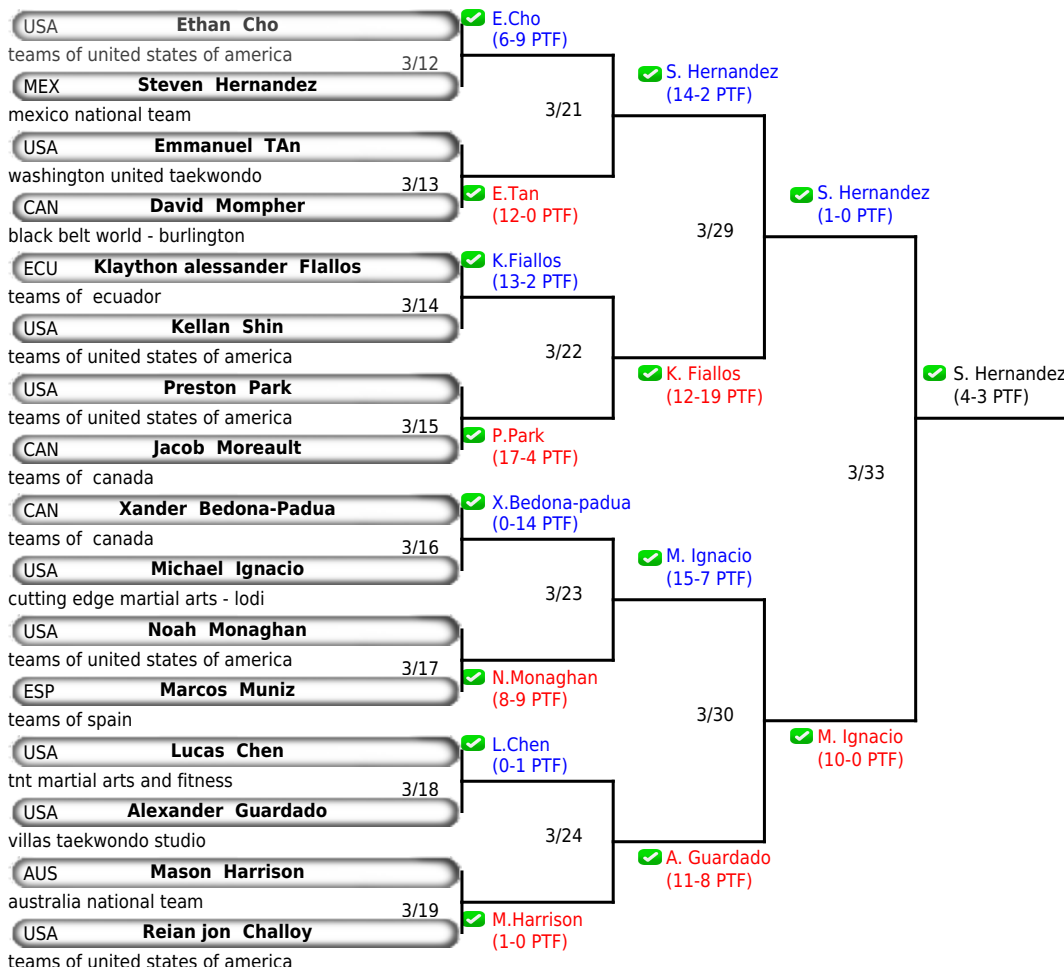 USA Ethan Cho
teams of united states of america
3/12
MEX Steven Hernandez
mexico national team
USA Emmanuel TAn
washington united taekwondo
3/13
CAN David Mompher
black belt world - burlington
ECU Klaython alessander FIallos
teams of ecuador
3/14
USA Kellan Shin
teams of united states of america
USA Preston Park
teams of united states of america
3/15
CAN Jacob Moreault
teams of canada
CAN Xander Bedona-Padua
teams of canada
3/16
USA Michael Ignacio
cutting edge martial arts - lodi
USA Noah Monaghan
teams of united states of america
3/17
ESP Marcos Muniz
teams of spain
USA Lucas Chen
tnt martial arts and fitness
3/18
USA Alexander Guardado
villas taekwondo studio
AUS Mason Harrison
australia national team
3/19
USA Reian jon Challoy
teams of united states of america
E.Cho
(6-9 PTF)
3/21
E.Tan
(12-0 PTF)
K.Fiallos
(13-2 PTF)
3/22
P.Park
(17-4 PTF)
X.Bedona-padua
(0-14 PTF)
3/23
N.Monaghan
(8-9 PTF)
L.Chen
(0-1 PTF)
3/24
M.Harrison
(1-0 PTF)
S. Hernandez
(14-2 PTF)
3/29
K. Fiallos
(12-19 PTF)
M. Ignacio
(15-7 PTF)
3/30
A. Guardado
(11-8 PTF)
S. Hernandez
(1-0 PTF)
3/33
M. Ignacio
(10-0 PTF)
S. Hernandez
(4-3 PTF)